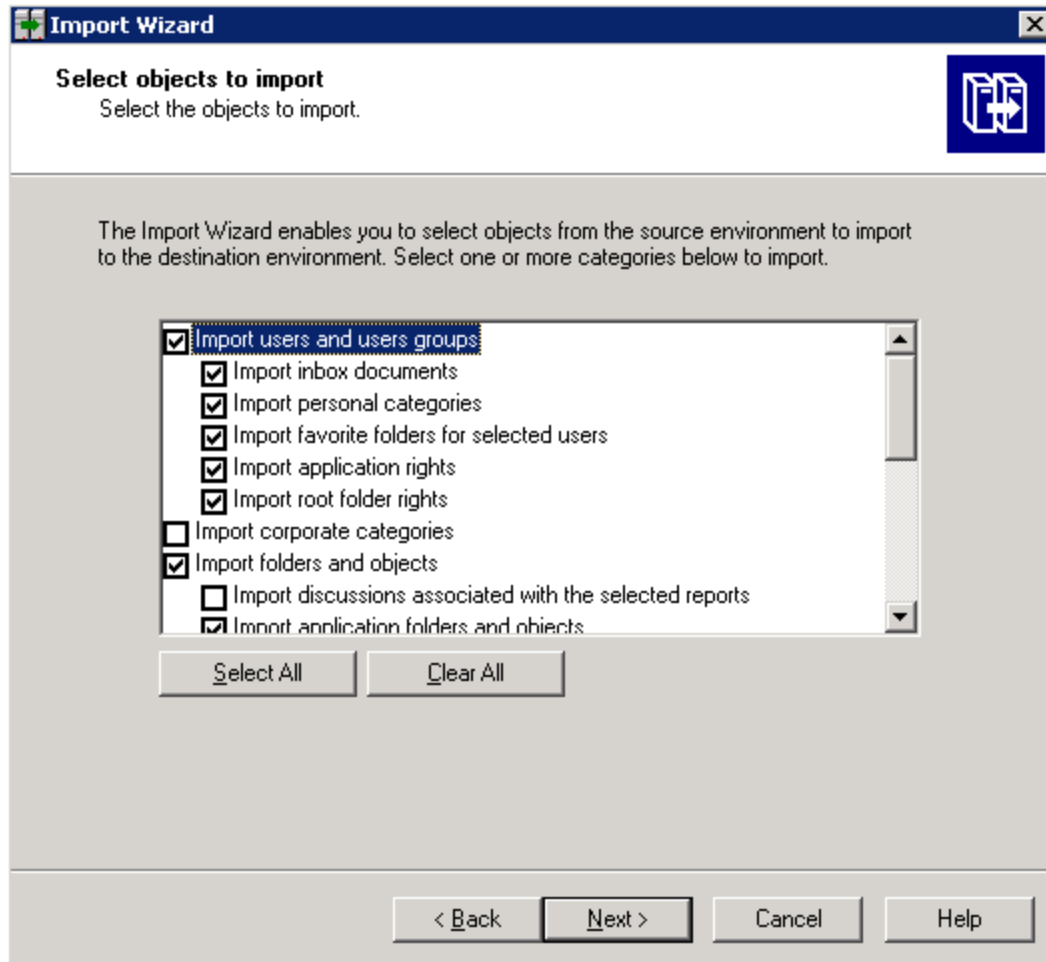 Import Wizard
Select objects to import
Select the objects to import.
The Import Wizard enables you to select objects from the source environment to import
to the destination environment. Select one or more categories below to import.
Import users and users groups
Import inbox documents
Import personal categories
Import favorite folders for selected users
Import application rights
Import root folder rights
Import corporate categories
Import folders and objects
Import discussions associated with the selected reports
Import application folders and objects
Select All Clear All
< Back Next > Cancel Help